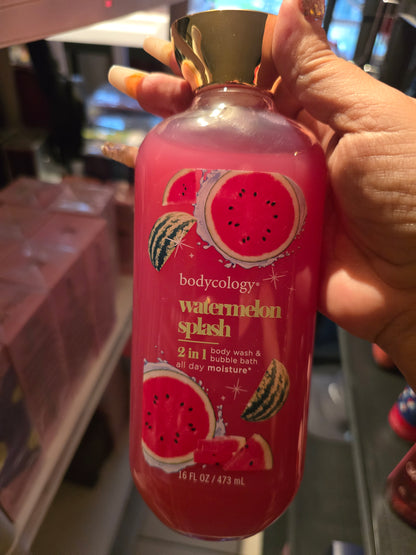 bodycology®
watermelon
splash
2 in 1 body wash &
bubble bath
all day moisture*
16 FL OZ / 473 mL